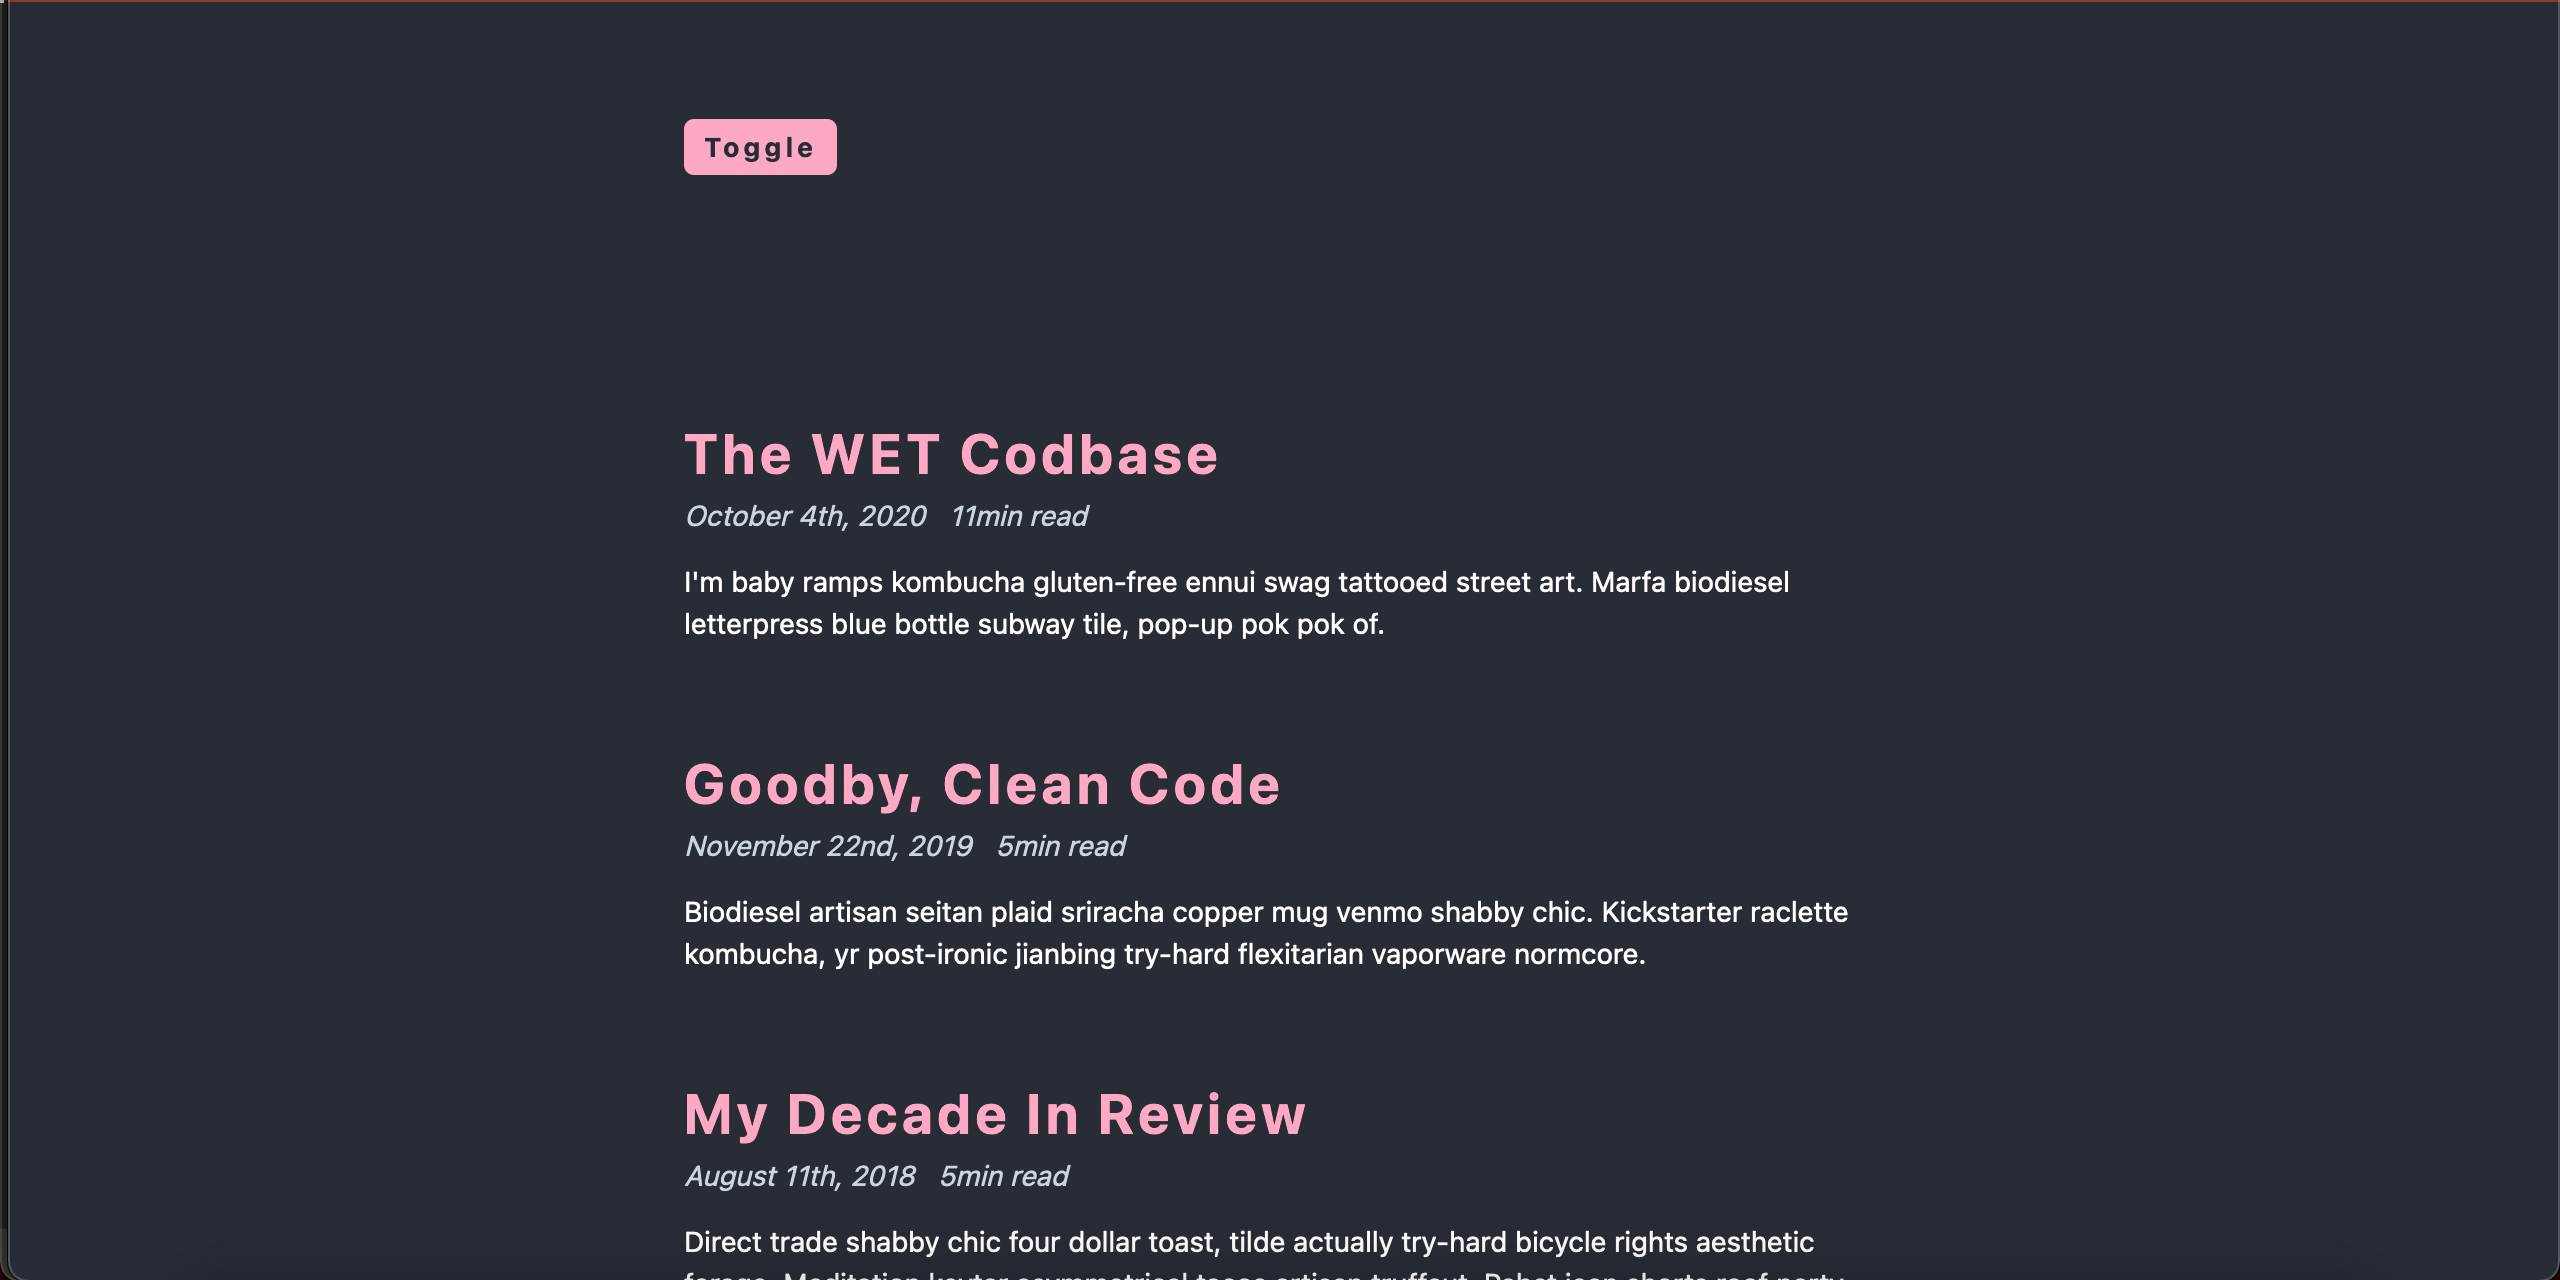 Toggle
The WET Codbase
October 4th, 2020 11min read
I'm baby ramps kombucha gluten-free ennui swag tattooed street art. Marfa biodiesel
letterpress blue bottle subway tile, pop-up pok pok of.
Goodby, Clean Code
November 22nd, 2019 5min read
Biodiesel artisan seitan plaid sriracha copper mug venmo shabby chic. Kickstarter raclette
kombucha, yr post-ironic jianbing try-hard flexitarian vaporware normcore.
My Decade In Review
August 11th, 2018 5min read
Direct trade shabby chic four dollar toast, tilde actually try-hard bicycle rights aesthetic